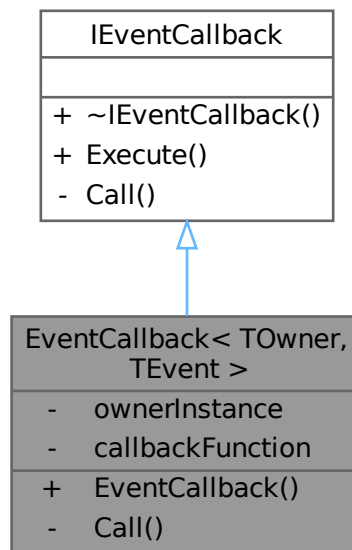 IEventCallback
+ ~IEventCallback()
+ Execute()
- Call()
EventCallback< TOwner,
TEvent >
- ownerInstance
- callbackFunction
+ EventCallback()
- Call()